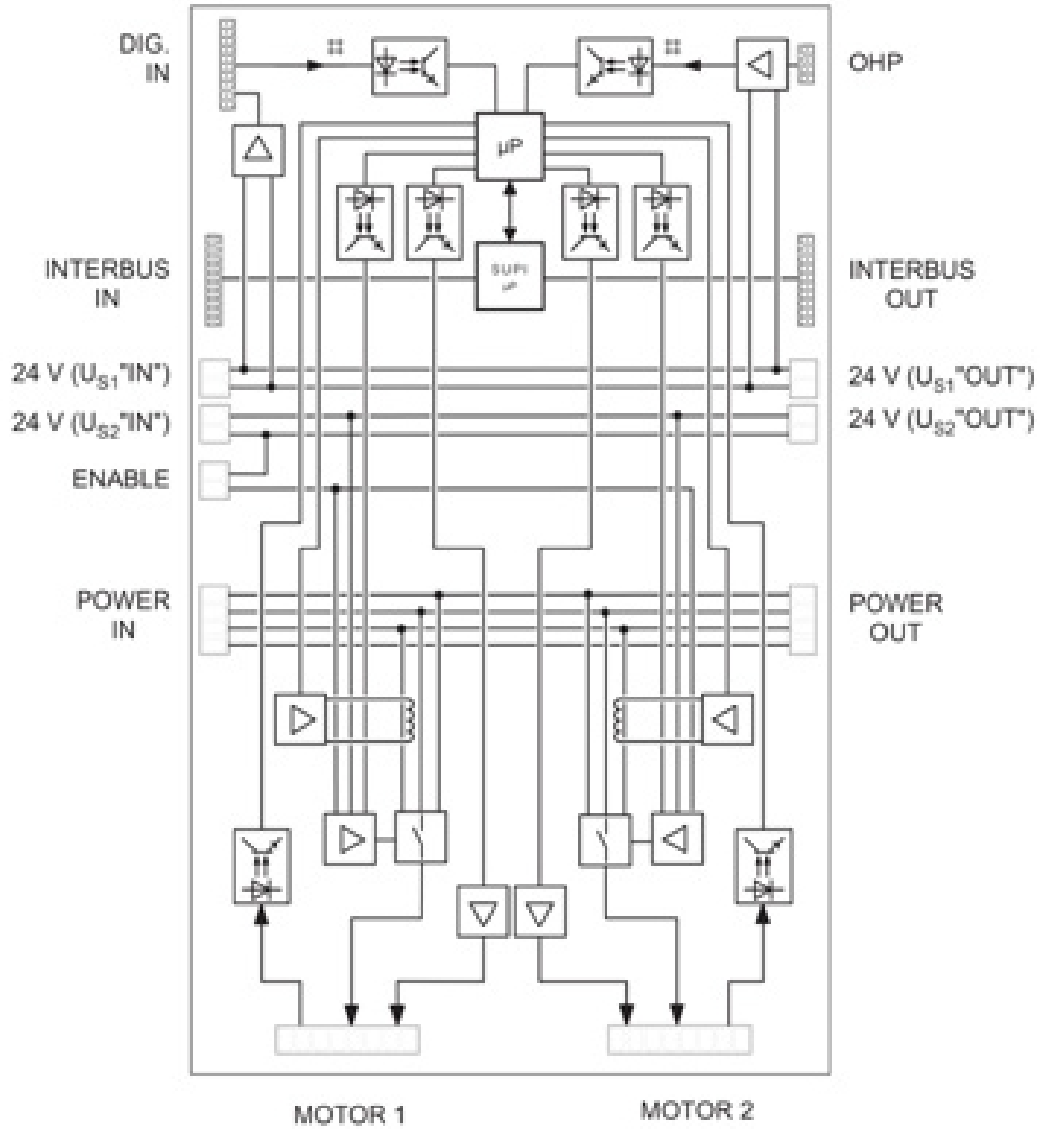 DIG.
IN
OHP
µP
INTERBUS
IN
SUPI
µP
INTERBUS
OUT
24 V (US1"IN")
24 V (US1"OUT")
24 V (US2"IN")
24 V (US2"OUT")
ENABLE
POWER
IN
POWER
OUT
MOTOR 1
MOTOR 2